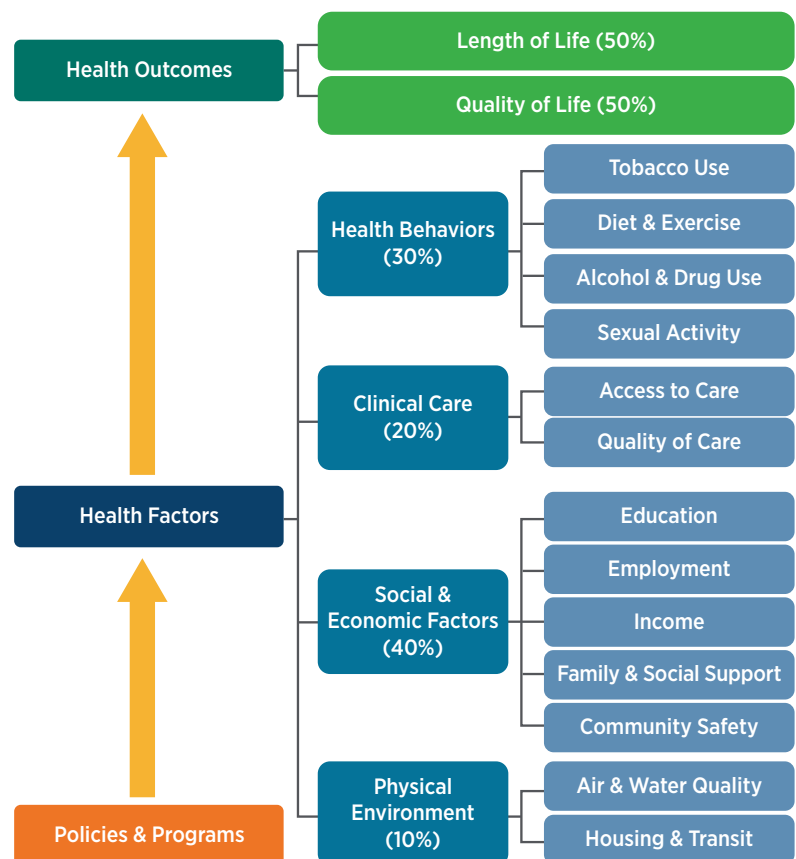 Health Outcomes
Length of Life (50%)
Quality of Life (50%)
Health Factors
Health Behaviors
(30%)
Tobacco Use
Diet & Exercise
Alcohol & Drug Use
Sexual Activity
Clinical Care
(20%)
Access to Care
Quality of Care
Social &
Economic Factors
(40%)
Education
Employment
Income
Family & Social Support
Community Safety
Physical
Environment
(10%)
Air & Water Quality
Housing & Transit
Policies & Programs